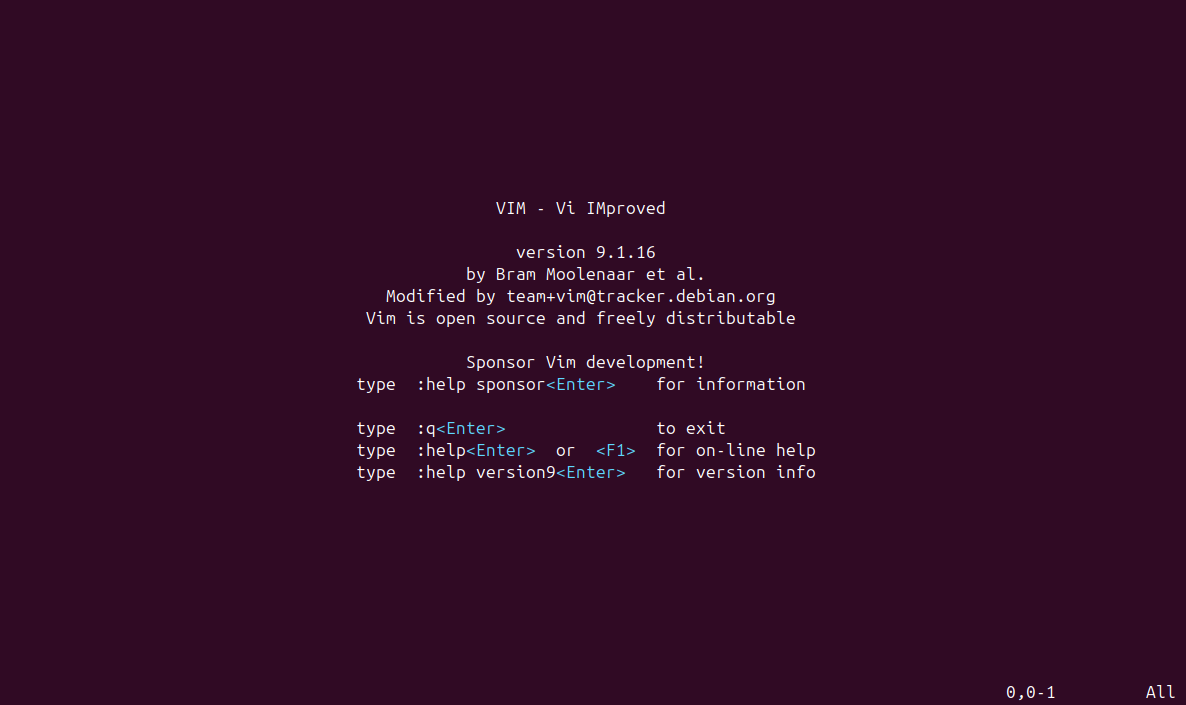 VIM - Vi IMproved
version 9.1.16
by Bram Moolenaar et al.
Modified by team+vim@tracker.debian.org
Vim is open source and freely distributable
Sponsor Vim development!
type  :help sponsor<Enter>    for information
type  :q<Enter>               to exit
type  :help<Enter>  or  <F1>  for on-line help
type  :help version9<Enter>   for version info
0,0-1         All